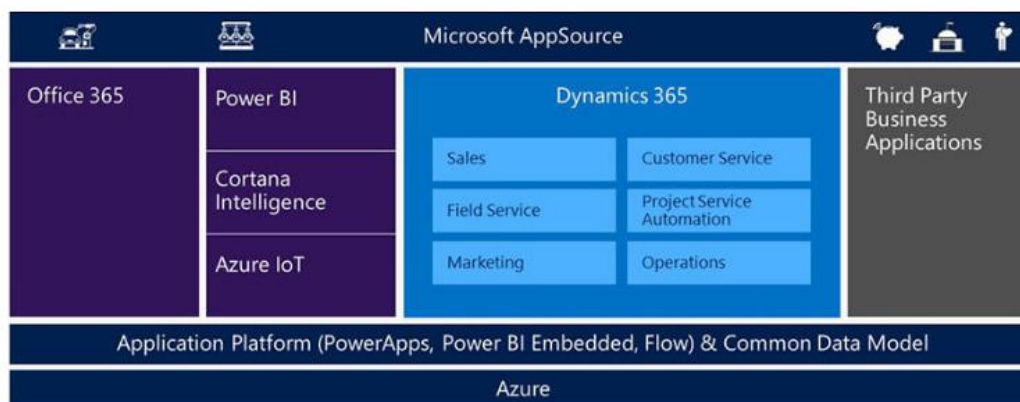 Microsoft AppSource
Office 365
Power BI
Cortana
Intelligence
Azure IoT
Dynamics 365
Sales
Customer Service
Field Service
Project Service
Automation
Marketing
Operations
Third Party
Business
Applications
Application Platform (PowerApps, Power BI Embedded, Flow) & Common Data Model
Azure